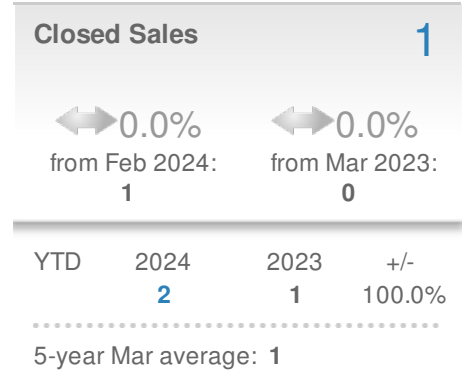 Closed Sales 1
0.0% 0.0%
from Feb 2024: from Mar 2023:
1 0
YTD 2024 2023 +/-
2 1 100.0%
5-year Mar average: 1